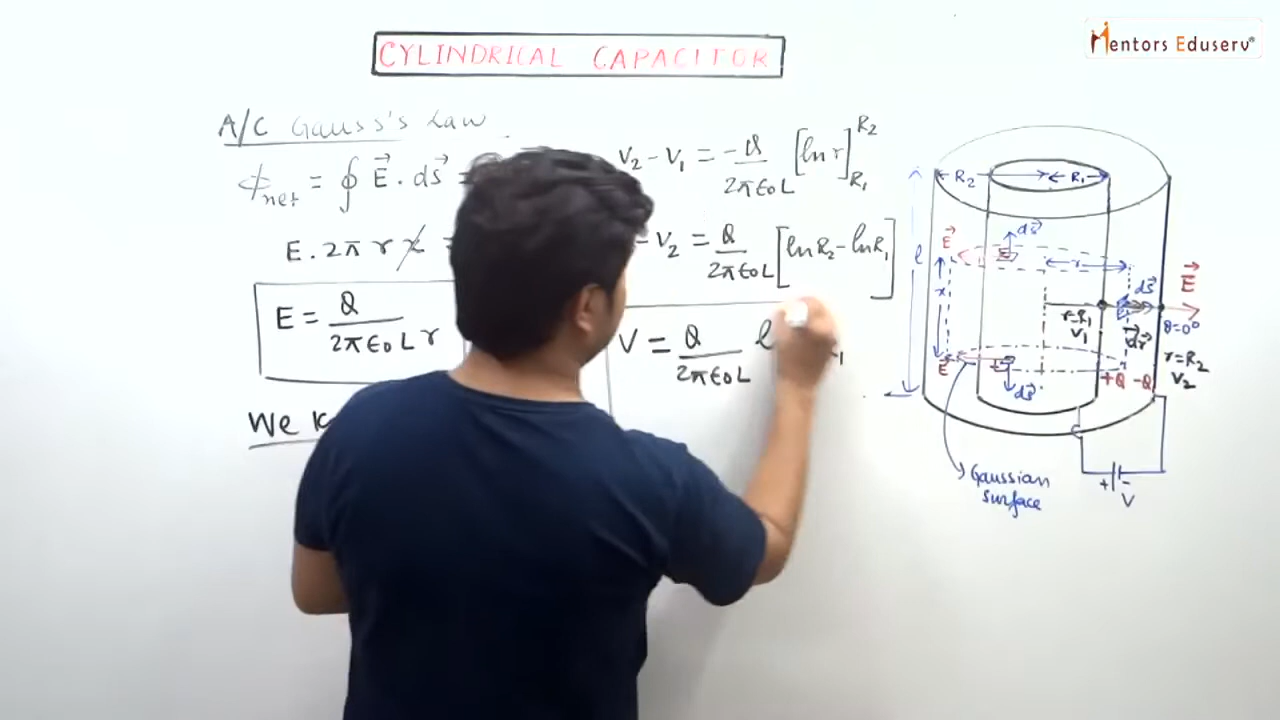 Mentors Eduserv®
CYLINDRICAL CAPACITOR
A/C Gauss's Law
ϕnet = ∮ E⃗ . ds⃗ =
E . 2π r x
E = Q / 2πε₀ L r
We K
V₂ - V₁ = -Q / 2πε₀L [ln r]R₁^R₂
- V₂ = Q / 2πε₀L [ln R₂ - ln R₁]
V = Q / 2πε₀L
R₂
R₁
ds⃗
E⃗
r
l
x
ds⃗
E⃗
r=R₁
V₁
dr⃗
θ=0°
r=R₂
V₂
E⃗
ds⃗
+Q -Q
Gaussian
surface
+ -
V